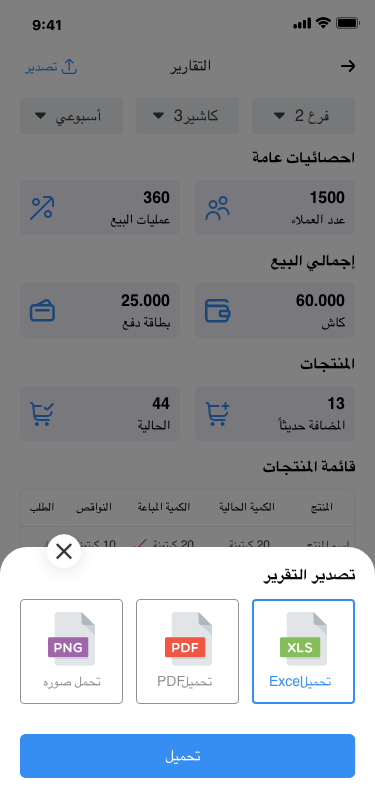 9:41
التقارير
تصدير
فرع 2
كاشير3
أسبوعي
احصائيات عامة
1500
عدد العملاء
360
عمليات البيع
إجمالي البيع
60.000
كاش
25.000
بطاقة دفع
المنتجات
13
المضافة حديثاً
44
الحالية
قائمة المنتجات
المنتج
الكمية الحالية
الكمية المباعة
النواقص
الطلب
اسم المنتج
20 كرتونة
20 كرتونة
10 كرتونة
تصدير التقرير
XLS
تحميلExcel
PDF
تحميلPDF
PNG
تحمل صوره
تحميل